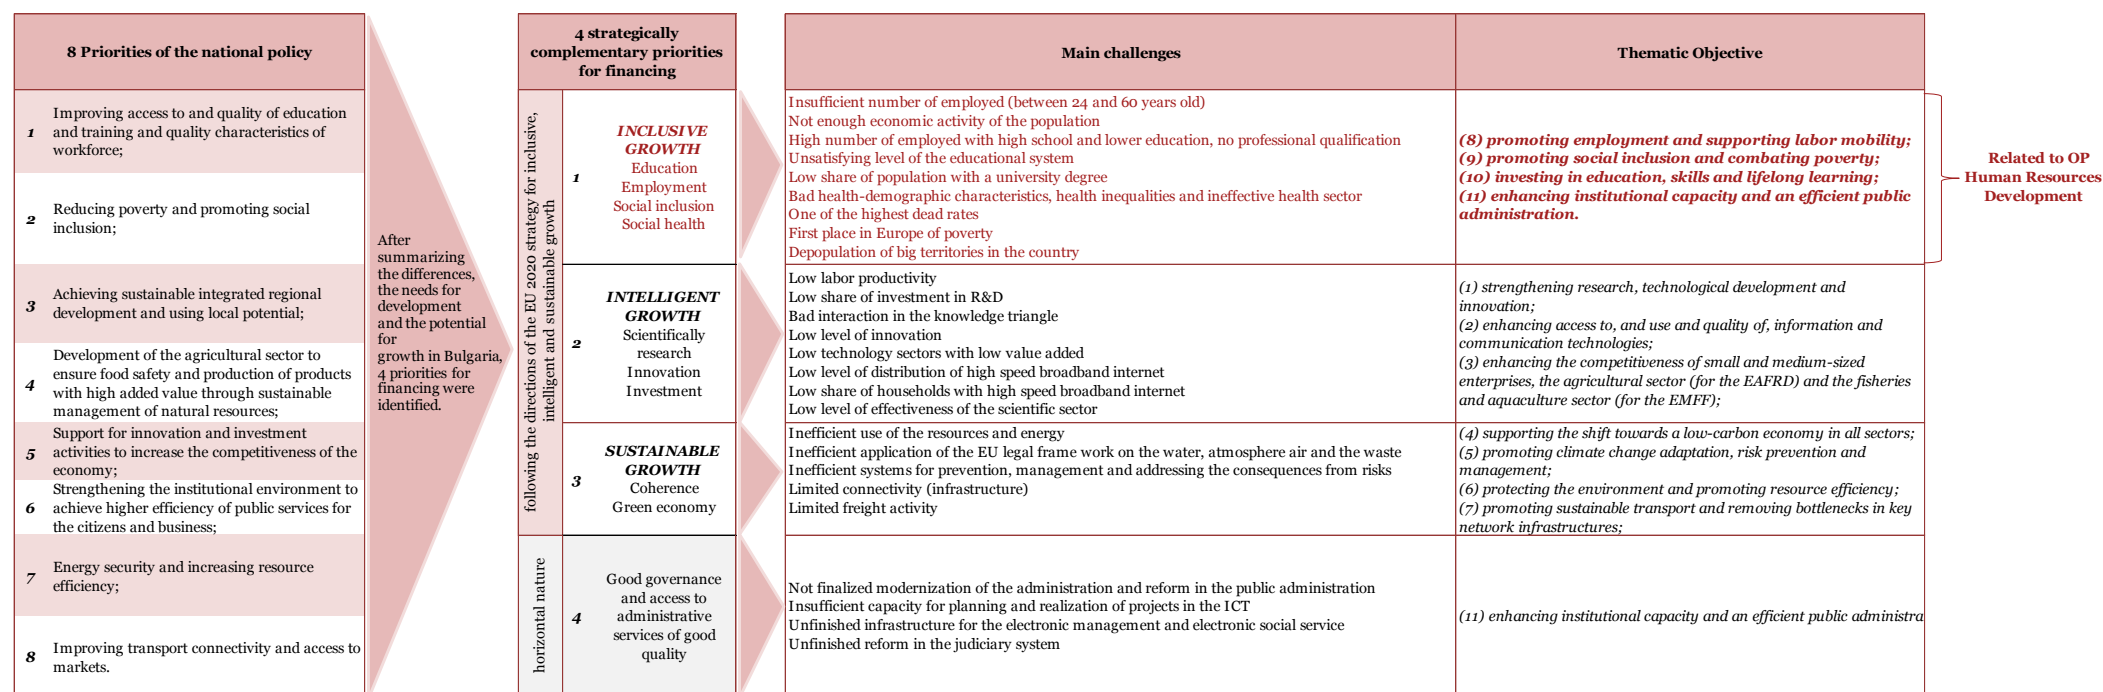 8 Priorities of the national policy
1
Improving access to and quality of education
and training and quality characteristics of
workforce;
2
Reducing poverty and promoting social
inclusion;
3
Achieving sustainable integrated regional
development and using local potential;
4
Development of the agricultural sector to
ensure food safety and production of products
with high added value through sustainable
management of natural resources;
5
Support for innovation and investment
activities to increase the competitiveness of the
economy;
6
Strengthening the institutional environment to
achieve higher efficiency of public services for
the citizens and business;
7
Energy security and increasing resource
efficiency;
8
Improving transport connectivity and access to
markets.
After
summarizing
the differences,
the needs for
development
and the potential
for
growth in Bulgaria,
4 priorities for
financing were
identified.
4 strategically
complementary priorities
for financing
following the directions of the EU 2020 strategy for inclusive,
intelligent and sustainable growth
1
INCLUSIVE
GROWTH
Education
Employment
Social inclusion
Social health
2
INTELLIGENT
GROWTH
Scientifically
research
Innovation
Investment
3
SUSTAINABLE
GROWTH
Coherence
Green economy
horizontal nature
4
Good governance
and access to
administrative
services of good
quality
Main challenges
Insufficient number of employed (between 24 and 60 years old)
Not enough economic activity of the population
High number of employed with high school and lower education, no professional qualification
Unsatisfying level of the educational system
Low share of population with a university degree
Bad health-demographic characteristics, health inequalities and ineffective health sector
One of the highest dead rates
First place in Europe of poverty
Depopulation of big territories in the country
Low labor productivity
Low share of investment in R&D
Bad interaction in the knowledge triangle
Low level of innovation
Low technology sectors with low value added
Low level of distribution of high speed broadband internet
Low share of households with high speed broadband internet
Low level of effectiveness of the scientific sector
Inefficient use of the resources and energy
Inefficient application of the EU legal frame work on the water, atmosphere air and the waste
Inefficient systems for prevention, management and addressing the consequences from risks
Limited connectivity (infrastructure)
Limited freight activity
Not finalized modernization of the administration and reform in the public administration
Insufficient capacity for planning and realization of projects in the ICT
Unfinished infrastructure for the electronic management and electronic social service
Unfinished reform in the judiciary system
Thematic Objective
(8) promoting employment and supporting labor mobility;
(9) promoting social inclusion and combating poverty;
(10) investing in education, skills and lifelong learning;
(11) enhancing institutional capacity and an efficient public
administration.
(1) strengthening research, technological development and
innovation;
(2) enhancing access to, and use and quality of, information and
communication technologies;
(3) enhancing the competitiveness of small and medium-sized
enterprises, the agricultural sector (for the EAFRD) and the fisheries
and aquaculture sector (for the EMFF);
(4) supporting the shift towards a low-carbon economy in all sectors;
(5) promoting climate change adaptation, risk prevention and
management;
(6) protecting the environment and promoting resource efficiency;
(7) promoting sustainable transport and removing bottlenecks in key
network infrastructures;
(11) enhancing institutional capacity and an efficient public administra
Related to OP
Human Resources
Development